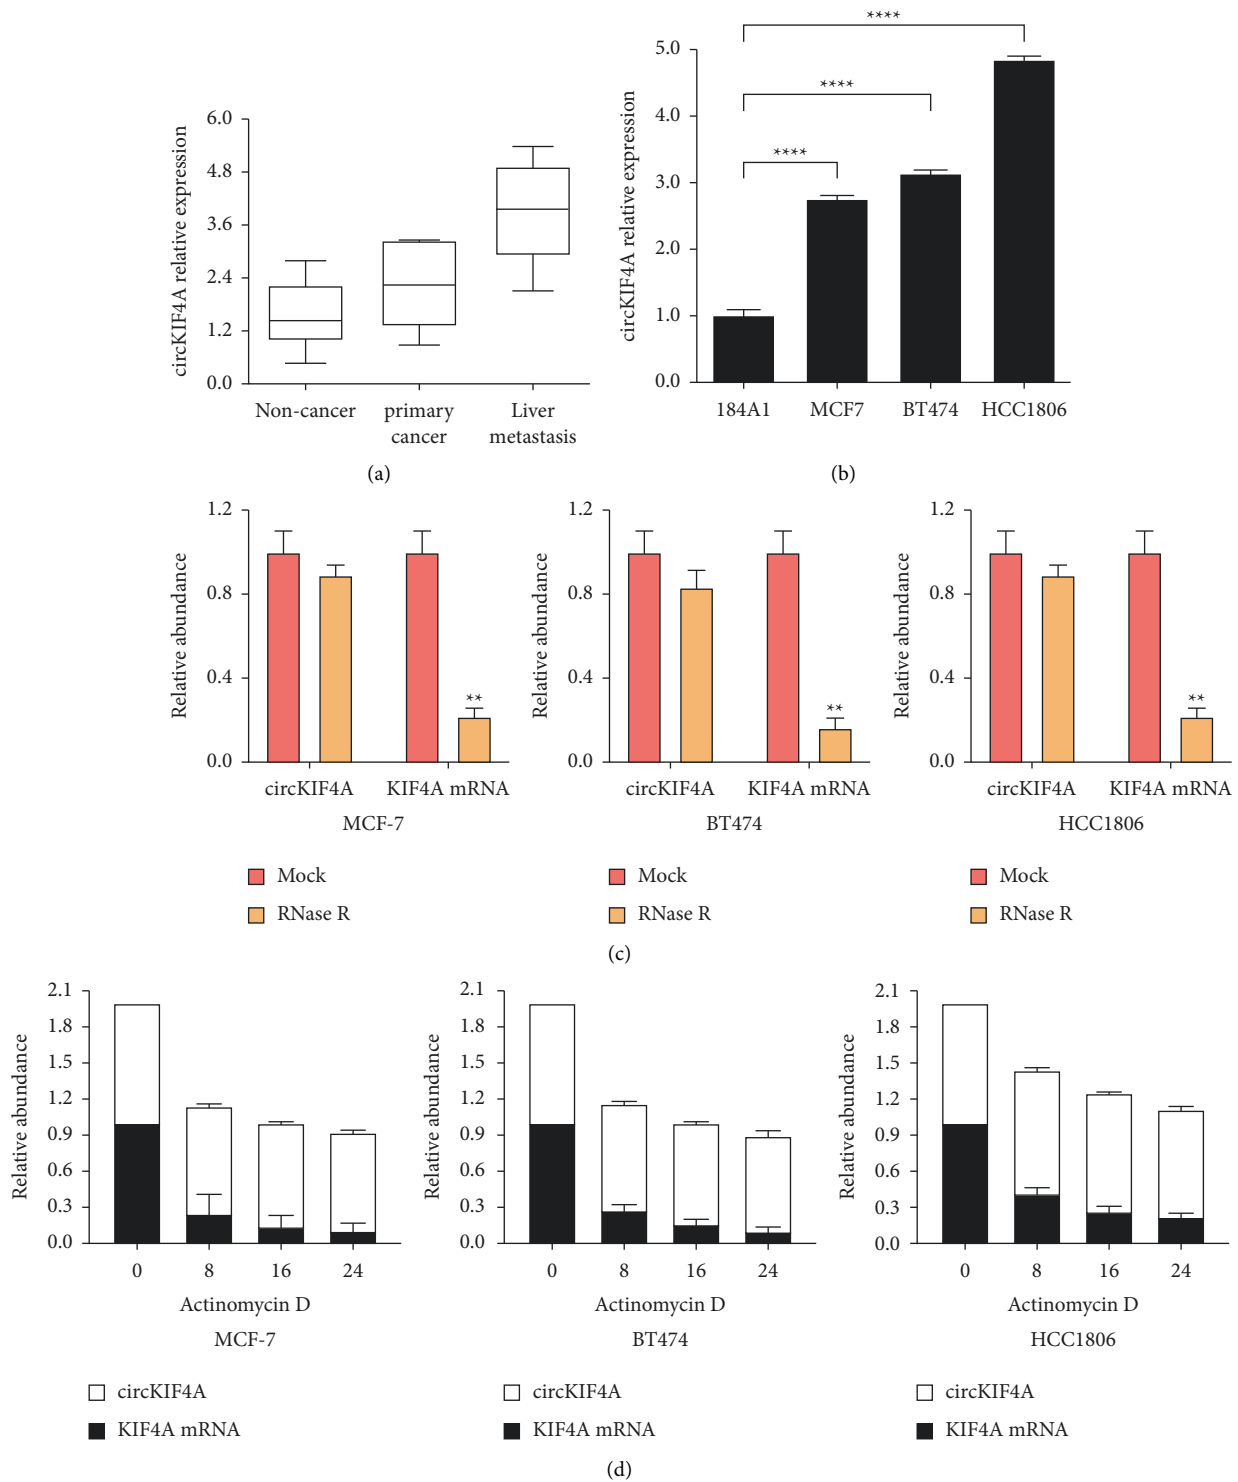 circKIF4A relative expression
6.0
4.8
3.6
2.4
1.2
0.0
Non-cancer
primary
cancer
Liver
metastasis
(a)
circKIF4A relative expression
5.0
4.0
3.0
2.0
1.0
0.0
****
****
****
184A1
MCF7
BT474
HCC1806
(b)
Relative abundance
1.2
0.8
0.4
0.0
**
circKIF4A
KIF4A mRNA
MCF-7
Mock
RNase R
Relative abundance
1.2
0.8
0.4
0.0
**
circKIF4A
KIF4A mRNA
BT474
Mock
RNase R
Relative abundance
1.2
0.8
0.4
0.0
**
circKIF4A
KIF4A mRNA
HCC1806
Mock
RNase R
(c)
Relative abundance
2.1
1.8
1.5
1.2
0.9
0.6
0.3
0.0
0 8 16 24
Actinomycin D
MCF-7
circKIF4A
KIF4A mRNA
Relative abundance
2.1
1.8
1.5
1.2
0.9
0.6
0.3
0.0
0 8 16 24
Actinomycin D
BT474
circKIF4A
KIF4A mRNA
Relative abundance
2.1
1.8
1.5
1.2
0.9
0.6
0.3
0.0
0 8 16 24
Actinomycin D
HCC1806
circKIF4A
KIF4A mRNA
(d)